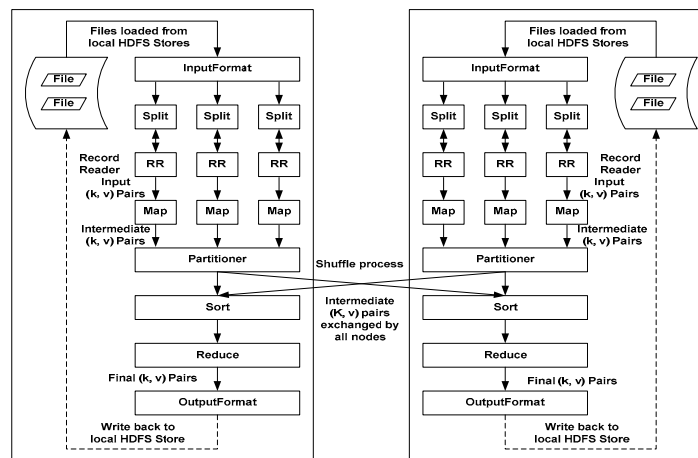 Files loaded from
local HDFS Stores
File
File
InputFormat
Split
Split
Split
RR
RR
RR
Record
Reader
Input
(k, v) Pairs
Map
Map
Map
Intermediate
(k, v) Pairs
Partitioner
Sort
Reduce
Final (k, v) Pairs
OutputFormat
Write back to
local HDFS Store
Shuffle process
Intermediate
(K, v) pairs
exchanged by
all nodes
Files loaded from
local HDFS Stores
File
File
InputFormat
Split
Split
Split
RR
RR
RR
Record
Reader
Input
(k, v) Pairs
Map
Map
Map
Intermediate
(k, v) Pairs
Partitioner
Sort
Reduce
Final (k, v) Pairs
OutputFormat
Write back to
local HDFS Store